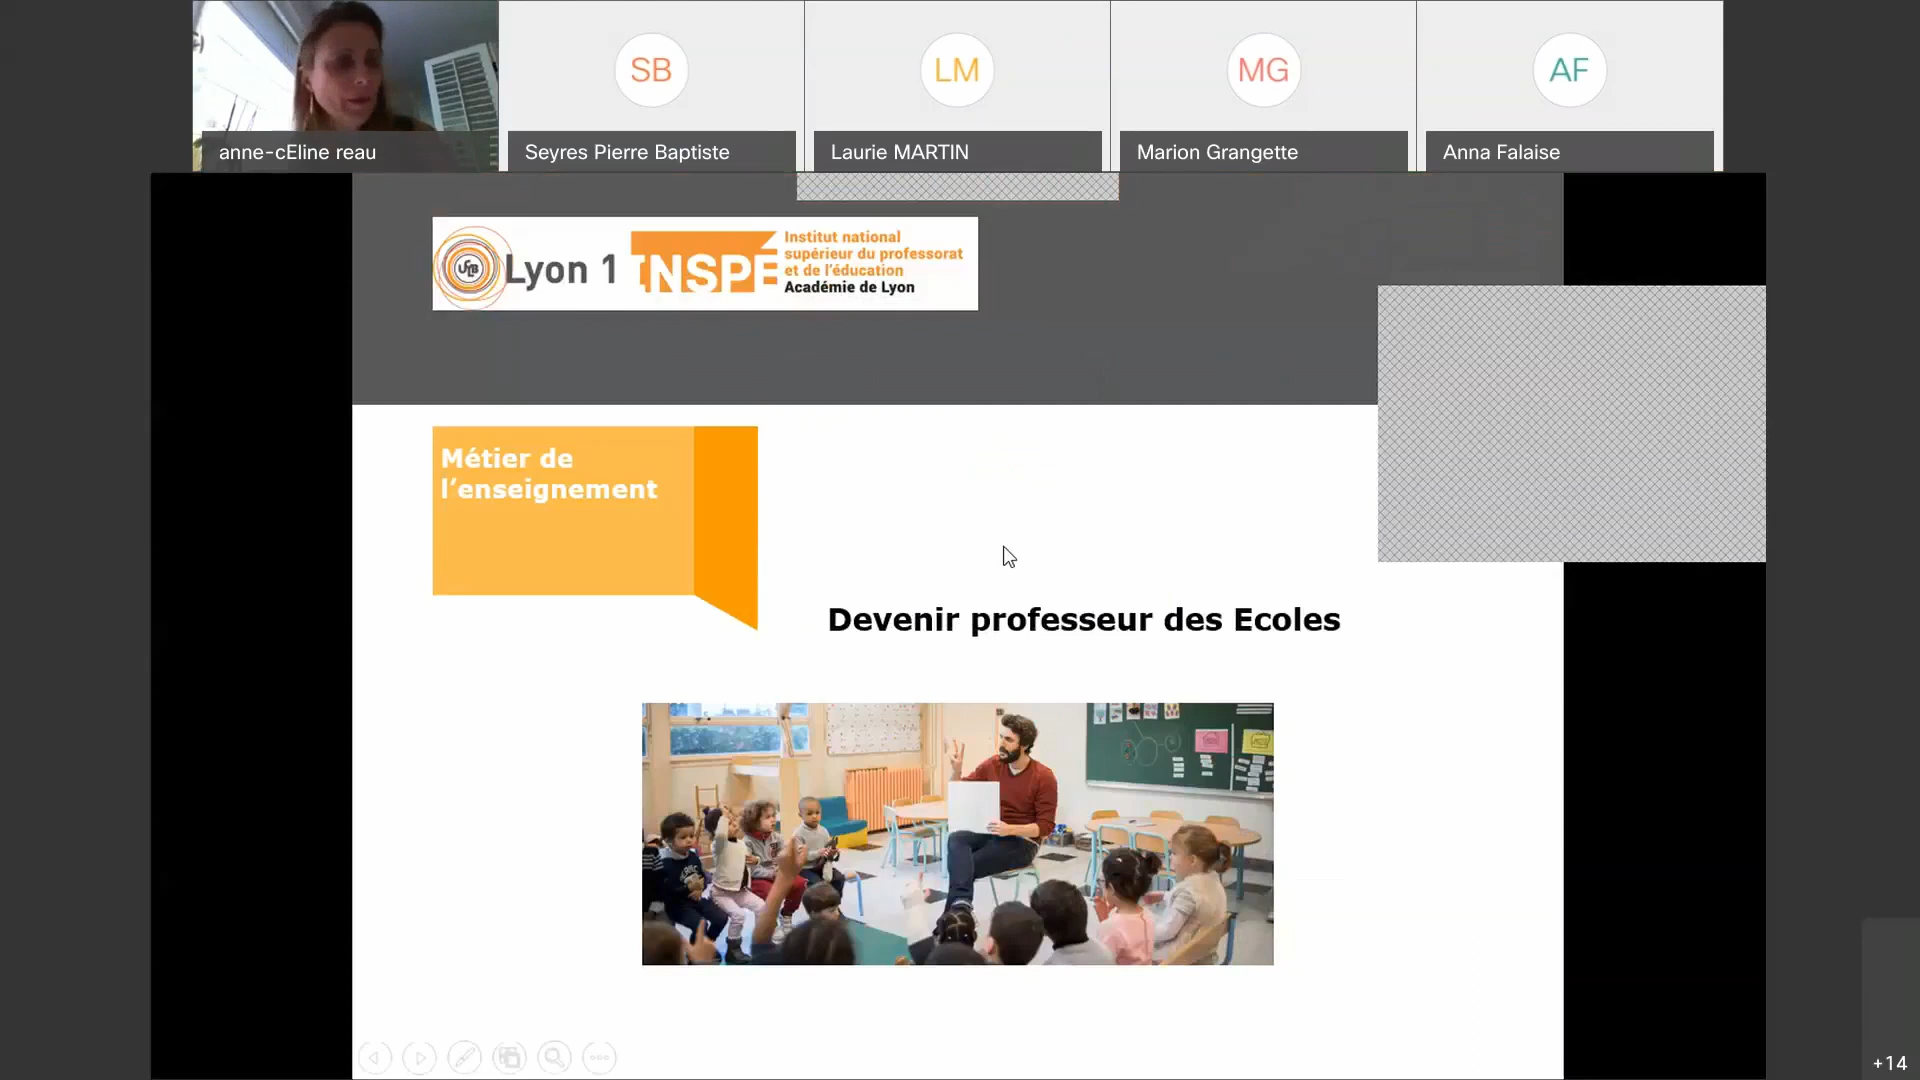 SB
LM
MG
AF
anne-cEline reau
Seyres Pierre Baptiste
Laurie MARTIN
Marion Grangette
Anna Falaise
UCLB
Lyon 1
INSPÉ
Institut national
supérieur du professorat
et de l'éducation
Académie de Lyon
Métier de
l'enseignement
Devenir professeur des Ecoles
+14